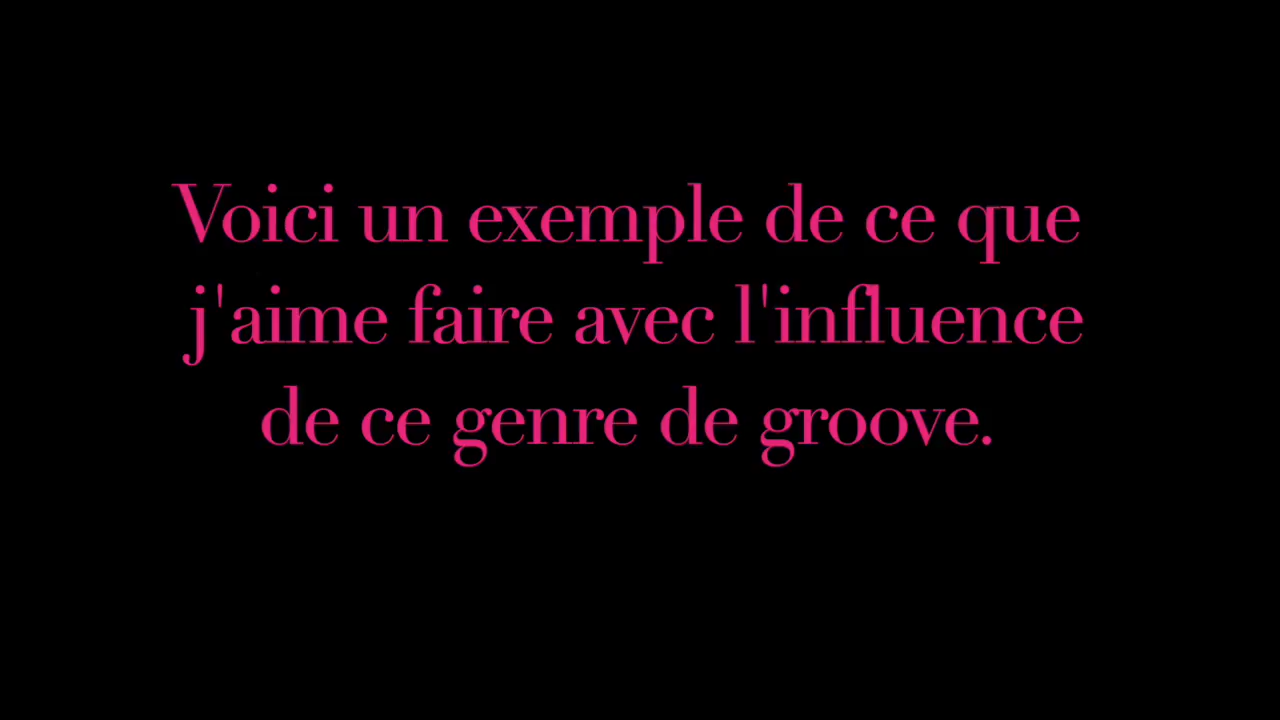 Voici un exemple de ce que
j'aime faire avec l'influence
de ce genre de groove.